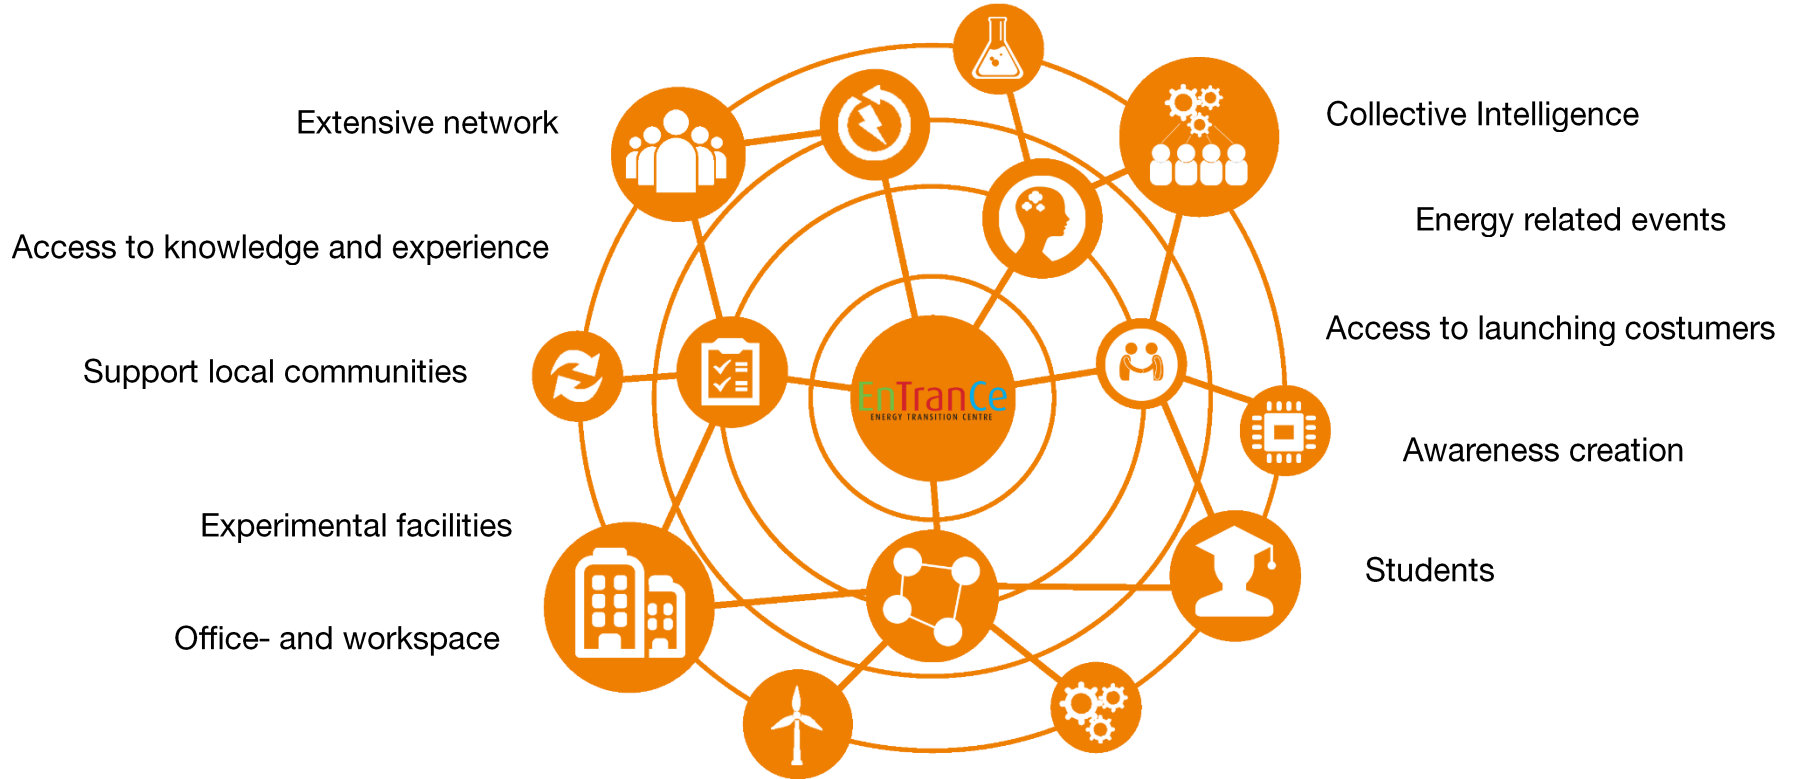 Extensive network
Access to knowledge and experience
Support local communities
Experimental facilities
Office- and workspace
EnTranCe
ENERGY TRANSITION CENTRE
Collective Intelligence
Energy related events
Access to launching costumers
Awareness creation
Students